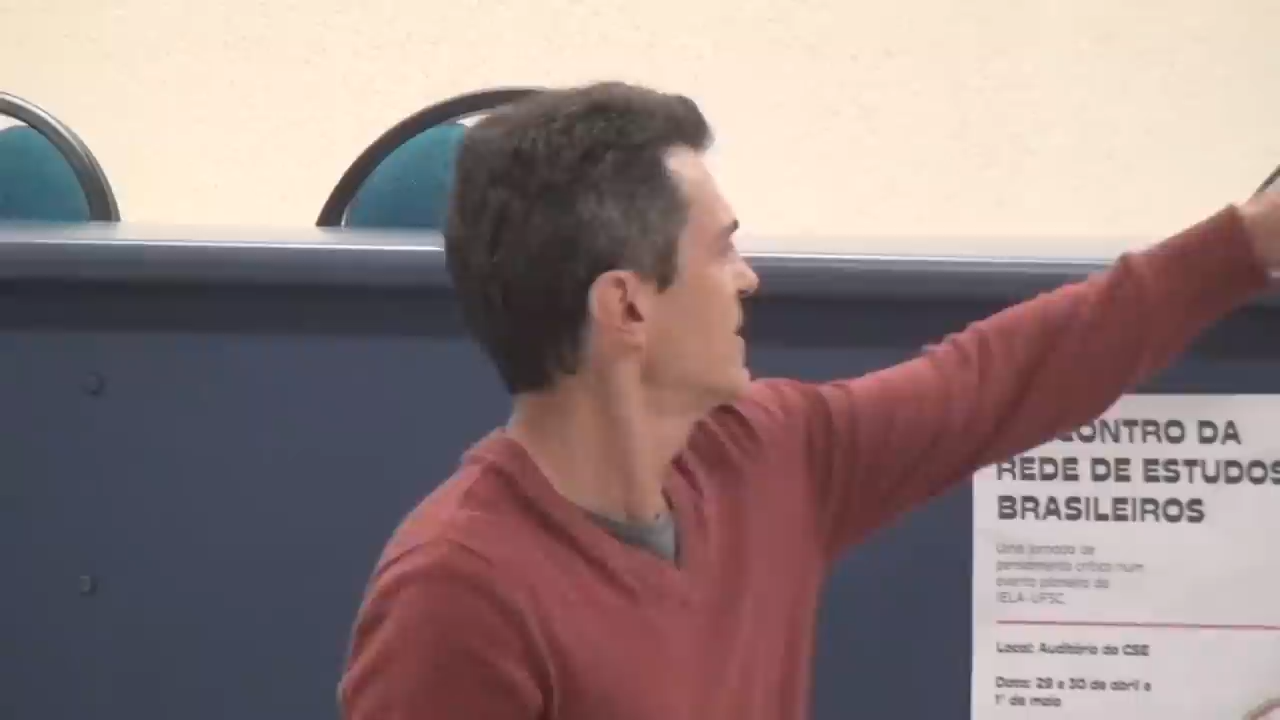 CONTRO DA
REDE DE ESTUDOS
BRASILEIROS
Uma jornada de
pensamento crítico num
evento pioneiro do
IELA-UFSC
Local: Auditório do CSE
Data: 29 e 30 de abril e
1º de maio